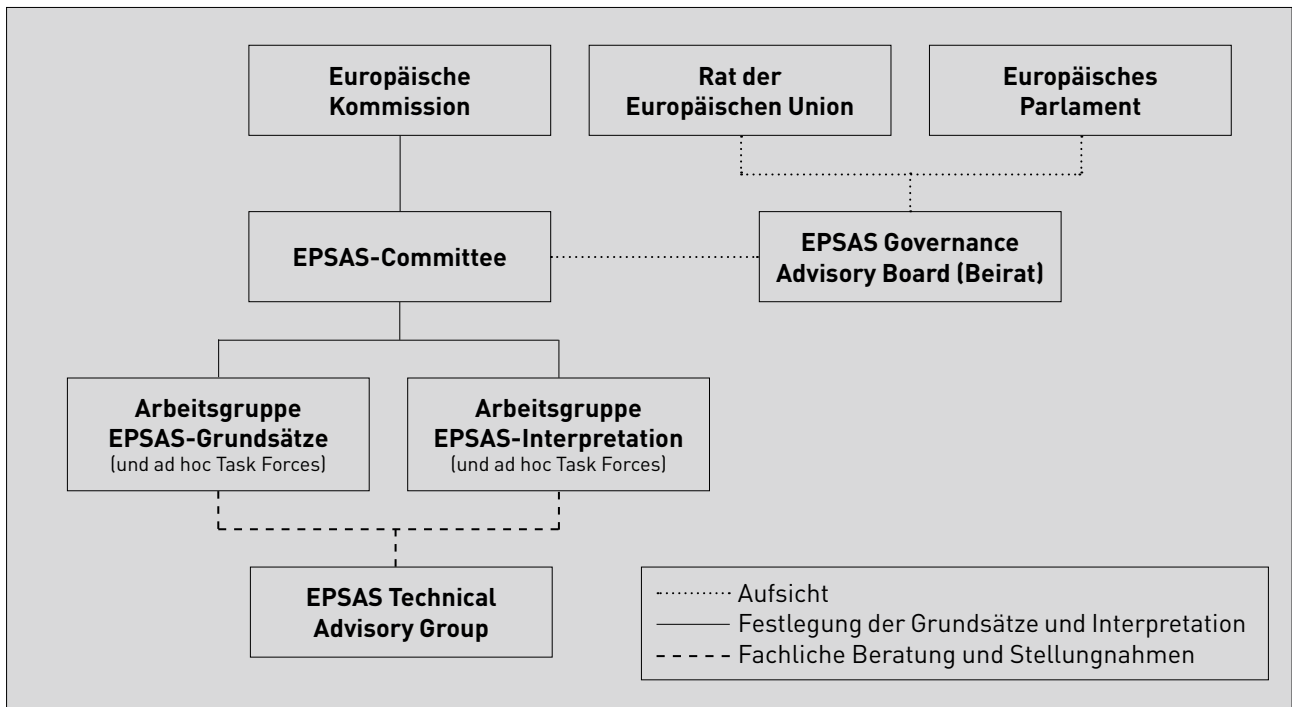 Europäische
Kommission
Rat der
Europäischen Union
Europäisches
Parlament
EPSAS-Committee
EPSAS Governance
Advisory Board (Beirat)
Arbeitsgruppe
EPSAS-Grundsätze
(und ad hoc Task Forces)
Arbeitsgruppe
EPSAS-Interpretation
(und ad hoc Task Forces)
EPSAS Technical
Advisory Group
Aufsicht
Festlegung der Grundsätze und Interpretation
Fachliche Beratung und Stellungnahmen